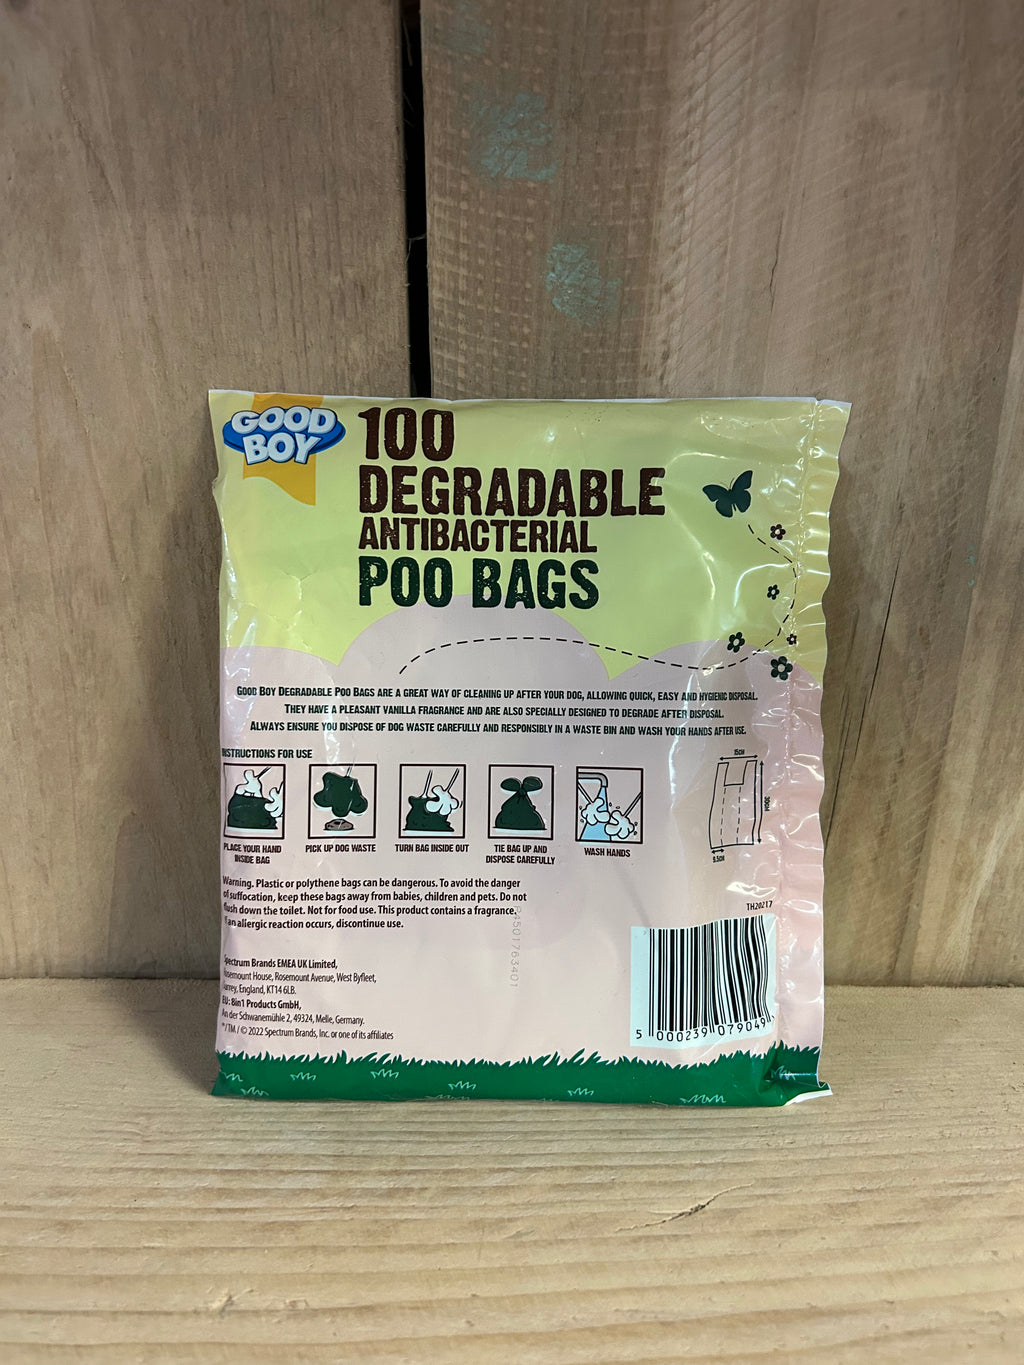 GOOD
BOY
100
DEGRADABLE
ANTIBACTERIAL
POO BAGS
GOOD BOY DEGRADABLE POO BAGS ARE A GREAT WAY OF CLEANING UP AFTER YOUR DOG, ALLOWING QUICK, EASY AND HYGIENIC DISPOSAL.
THEY HAVE A PLEASANT VANILLA FRAGRANCE AND ARE ALSO SPECIALLY DESIGNED TO DEGRADE AFTER DISPOSAL.
ALWAYS ENSURE YOU DISPOSE OF DOG WASTE CAREFULLY AND RESPONSIBLY IN A WASTE BIN AND WASH YOUR HANDS AFTER USE.
INSTRUCTIONS FOR USE
PLACE YOUR HAND
INSIDE BAG
PICK UP DOG WASTE
TURN BAG INSIDE OUT
TIE BAG UP AND
DISPOSE CAREFULLY
WASH HANDS
15CM
30CM
9.5CM
Warning. Plastic or polythene bags can be dangerous. To avoid the danger
of suffocation, keep these bags away from babies, children and pets. Do not
flush down the toilet. Not for food use. This product contains a fragrance.
If an allergic reaction occurs, discontinue use.
P4501763401
Spectrum Brands EMEA UK Limited,
Rosemount House, Rosemount Avenue, West Byfleet,
Surrey, England, KT14 6LB.
EU: 8in1 Products GmbH,
An der Schwanemühle 2, 49324, Melle, Germany.
®/TM/© 2022 Spectrum Brands, Inc. or one of its affiliates
TH20217
5 000239 079049